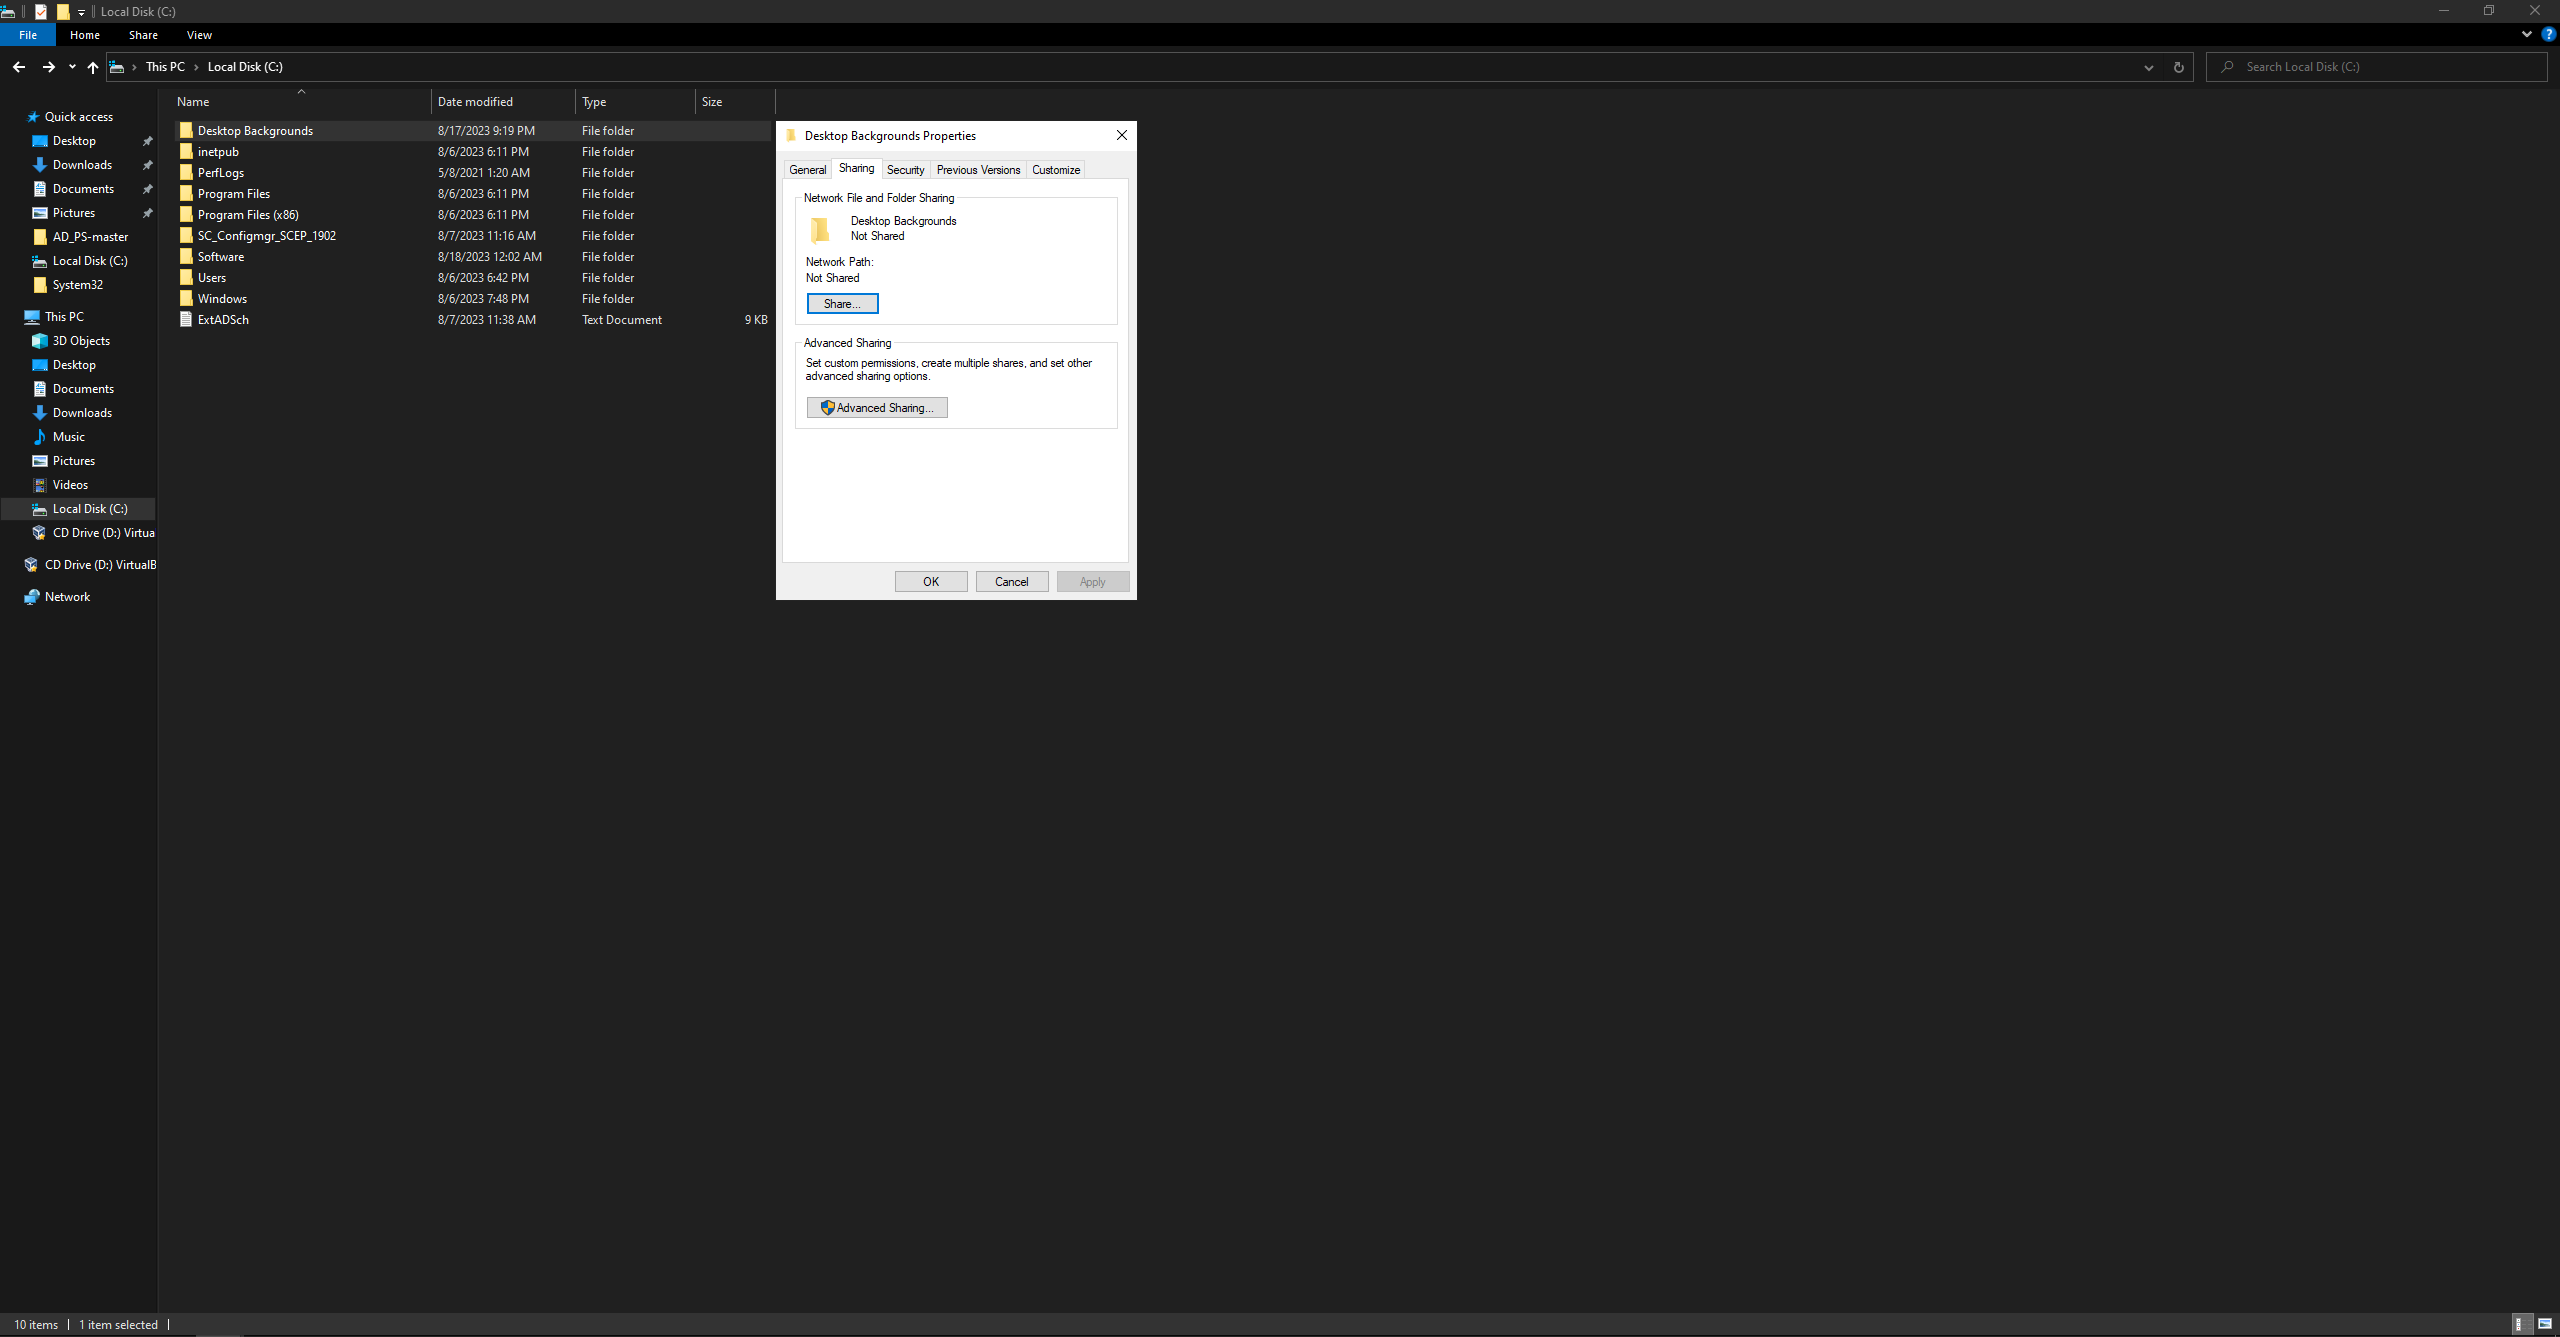 Local Disk (C:)
File Home Share View
This PC Local Disk (C:)
Search Local Disk (C:)
Quick access
Desktop
Downloads
Documents
Pictures
AD_PS-master
Local Disk (C:)
System32
This PC
3D Objects
Desktop
Documents
Downloads
Music
Pictures
Videos
Local Disk (C:)
CD Drive (D:) Virtua
CD Drive (D:) VirtualB
Network
Name Date modified Type Size
Desktop Backgrounds 8/17/2023 9:19 PM File folder
inetpub 8/6/2023 6:11 PM File folder
PerfLogs 5/8/2021 1:20 AM File folder
Program Files 8/6/2023 6:11 PM File folder
Program Files (x86) 8/6/2023 6:11 PM File folder
SC_Configmgr_SCEP_1902 8/7/2023 11:16 AM File folder
Software 8/18/2023 12:02 AM File folder
Users 8/6/2023 6:42 PM File folder
Windows 8/6/2023 7:48 PM File folder
ExtADSch 8/7/2023 11:38 AM Text Document 9 KB
Desktop Backgrounds Properties
General Sharing Security Previous Versions Customize
Network File and Folder Sharing
Desktop Backgrounds
Not Shared
Network Path:
Not Shared
Share...
Advanced Sharing
Set custom permissions, create multiple shares, and set other
advanced sharing options.
Advanced Sharing...
OK Cancel Apply
10 items 1 item selected